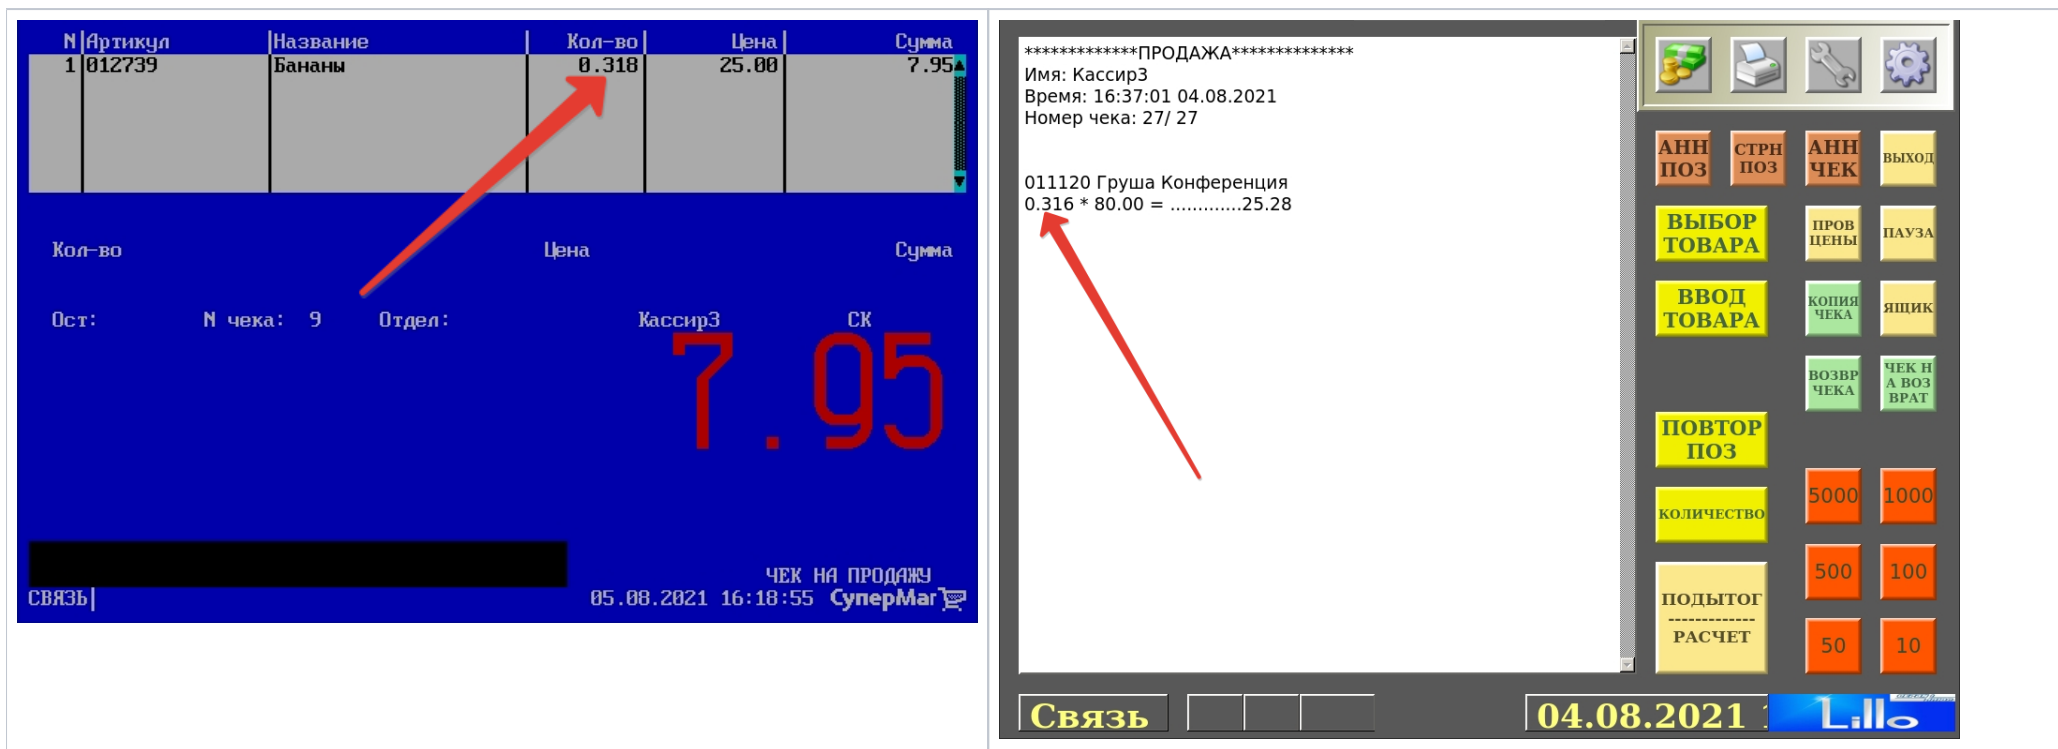 N Артикул Название Кол-во Цена Сумма
1 012739 Бананы 0.318 25.00 7.95
Кол-во Цена Сумма
Ост: N чека: 9 Отдел: Кассир3 СК
7.95
ЧЕК НА ПРОДАЖУ
СВЯЗЬ 05.08.2021 16:18:55 СуперМаг
*************ПРОДАЖА**************
Имя: Кассир3
Время: 16:37:01 04.08.2021
Номер чека: 27/ 27
011120 Груша Конференция
0.316 * 80.00 = .............25.28
АНН
ПОЗ
СТРН
ПОЗ
АНН
ЧЕК
ВЫХОД
ВЫБОР
ТОВАРА
ПРОВ
ЦЕНЫ
ПАУЗА
ВВОД
ТОВАРА
КОПИЯ
ЧЕКА
ЯЩИК
ВОЗВР
ЧЕКА
ЧЕК Н
А ВОЗ
ВРАТ
ПОВТОР
ПОЗ
КОЛИЧЕСТВО
5000
1000
500
100
ПОДЫТОГ
-------------
РАСЧЕТ
50
10
Связь
04.08.2021
Lillo